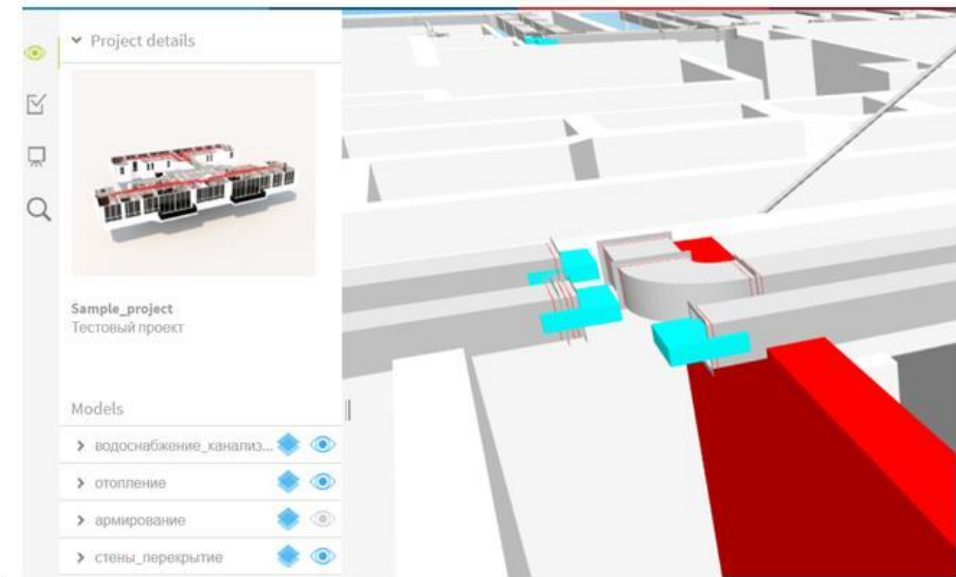 Project details
Sample_project
Тестовый проект
Models
водоснабжение_канализ...
отопление
армирование
стены_перекрытие